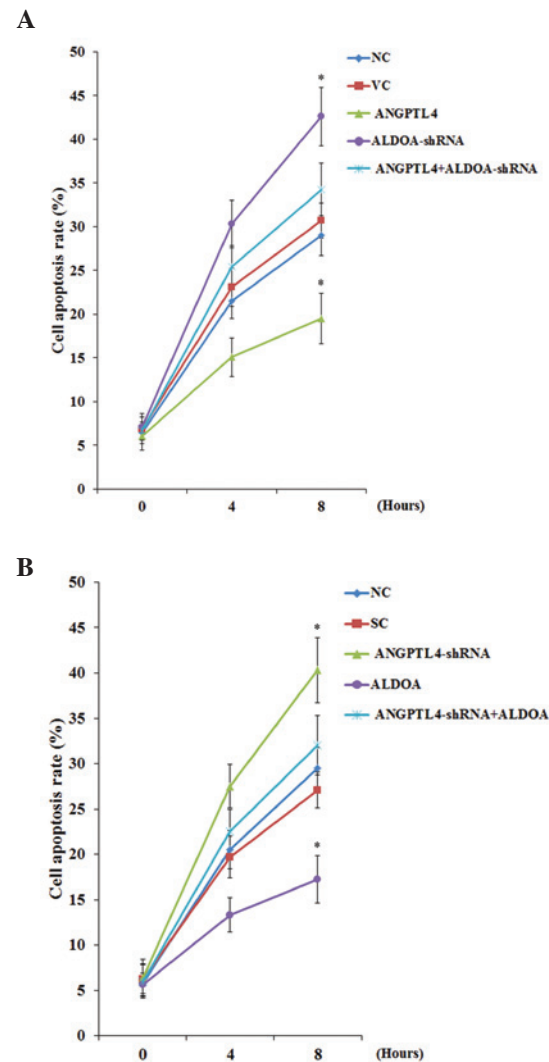 A
50
45
40
35
30
25
20
15
10
5
0
Cell apoptosis rate (%)
0 4 8 (Hours)
NC
VC
ANGPTL4
ALDOA-shRNA
ANGPTL4+ALDOA-shRNA
*
*
*
B
50
45
40
35
30
25
20
15
10
5
0
Cell apoptosis rate (%)
0 4 8 (Hours)
NC
SC
ANGPTL4-shRNA
ALDOA
ANGPTL4-shRNA+ALDOA
*
*
*